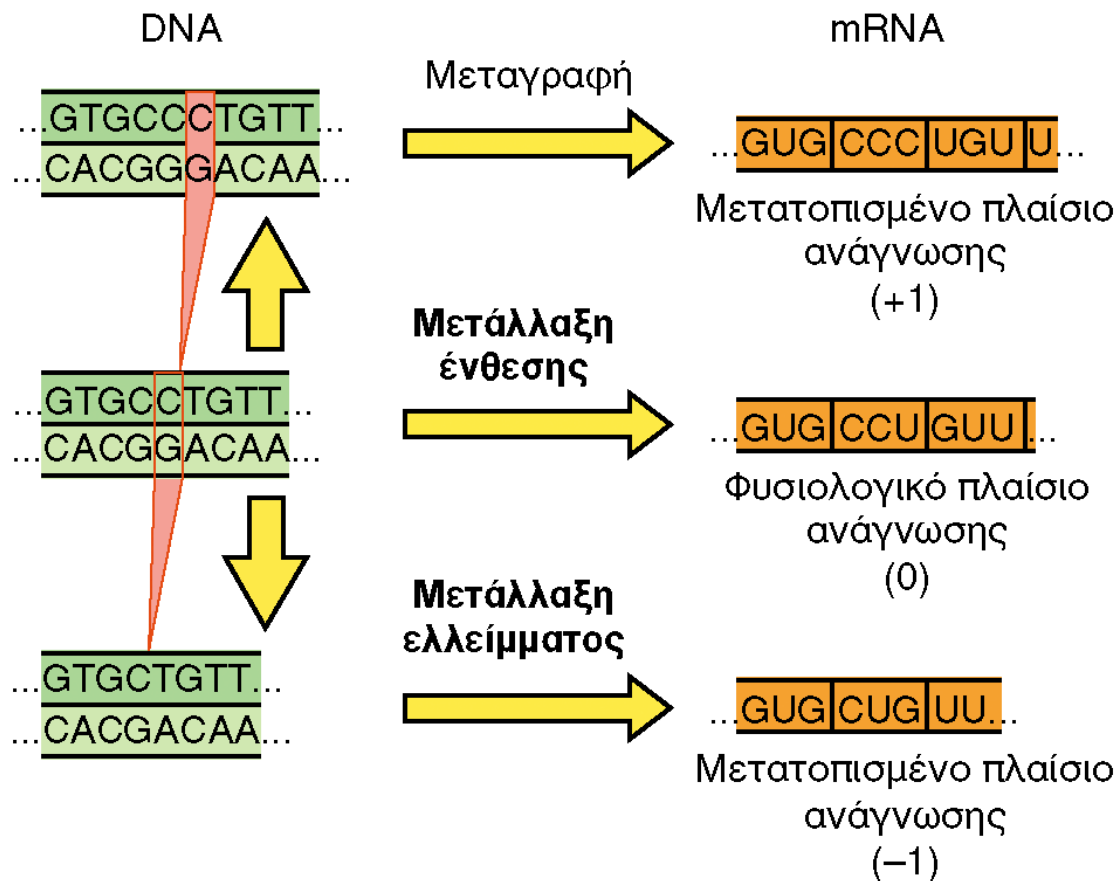 DNA
mRNA
Μεταγραφή
...GTGCCCTGTT...
...CACGGGACAA...
...GUG CCC UGU U...
Μετατοπισμένο πλαίσιο
ανάγνωσης
(+1)
Μετάλλαξη
ένθεσης
...GTGCCTGTT...
...CACGGACAA...
...GUG CCU GUU ...
Φυσιολογικό πλαίσιο
ανάγνωσης
(0)
Μετάλλαξη
ελλείμματος
...GTGCTGTT...
...CACGACAA...
...GUG CUG UU...
Μετατοπισμένο πλαίσιο
ανάγνωσης
(–1)